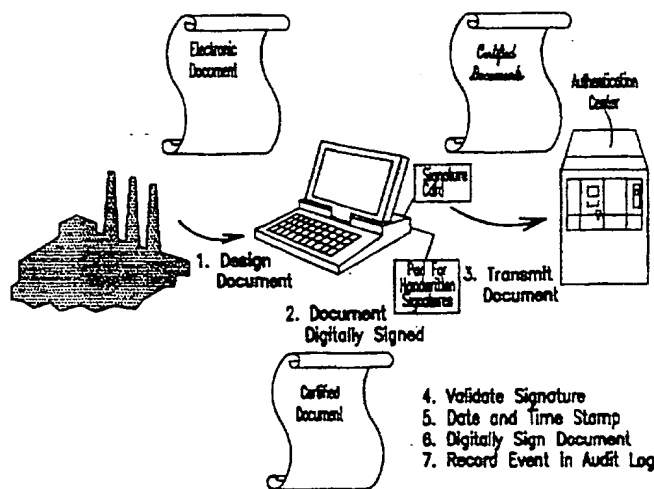 Electronic
Document
Certified
Documents
Authentication
Center
Signature
Card
1. Design
Document
Pad For
Handwritten
Signatures
3. Transmit
Document
2. Document
Digitally Signed
Certified
Document
4. Validate Signature
5. Date and Time Stamp
6. Digitally Sign Document
7. Record Event in Audit Log